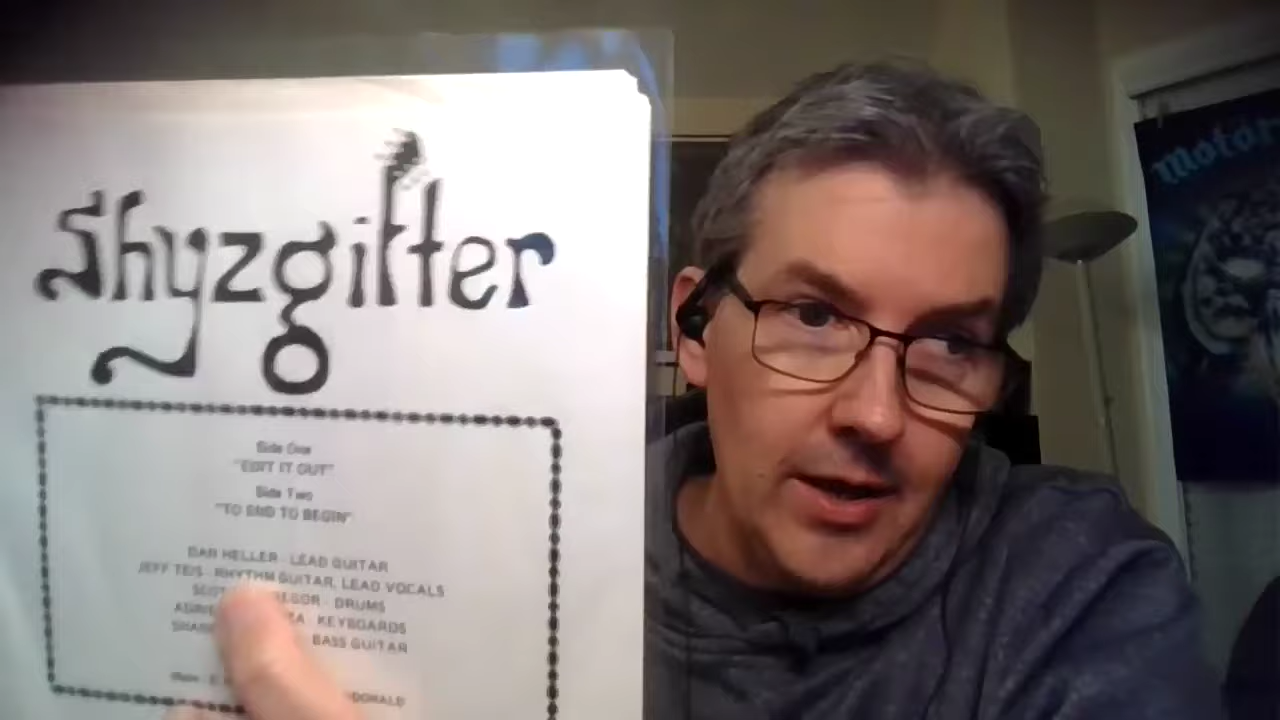 Shyzgifter
Side One
"EDIT IT OUT"
Side Two
"TO END TO BEGIN"
DAN HELLER - LEAD GUITAR
JEFF TEIS - RHYTHM GUITAR, LEAD VOCALS
DRUMS
KEYBOARDS
BASS GUITAR
Motör